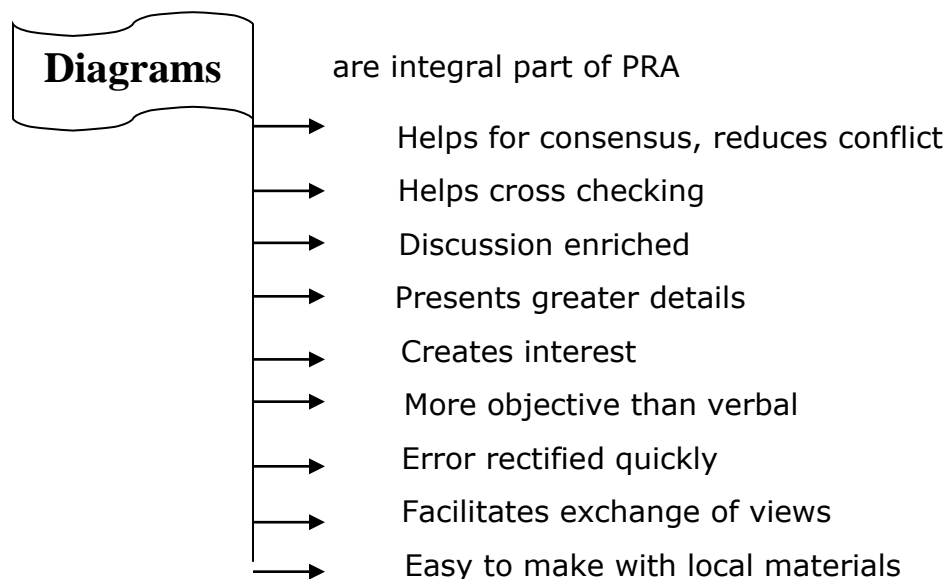 Diagrams are integral part of PRA
Helps for consensus, reduces conflict
Helps cross checking
Discussion enriched
Presents greater details
Creates interest
More objective than verbal
Error rectified quickly
Facilitates exchange of views
Easy to make with local materials